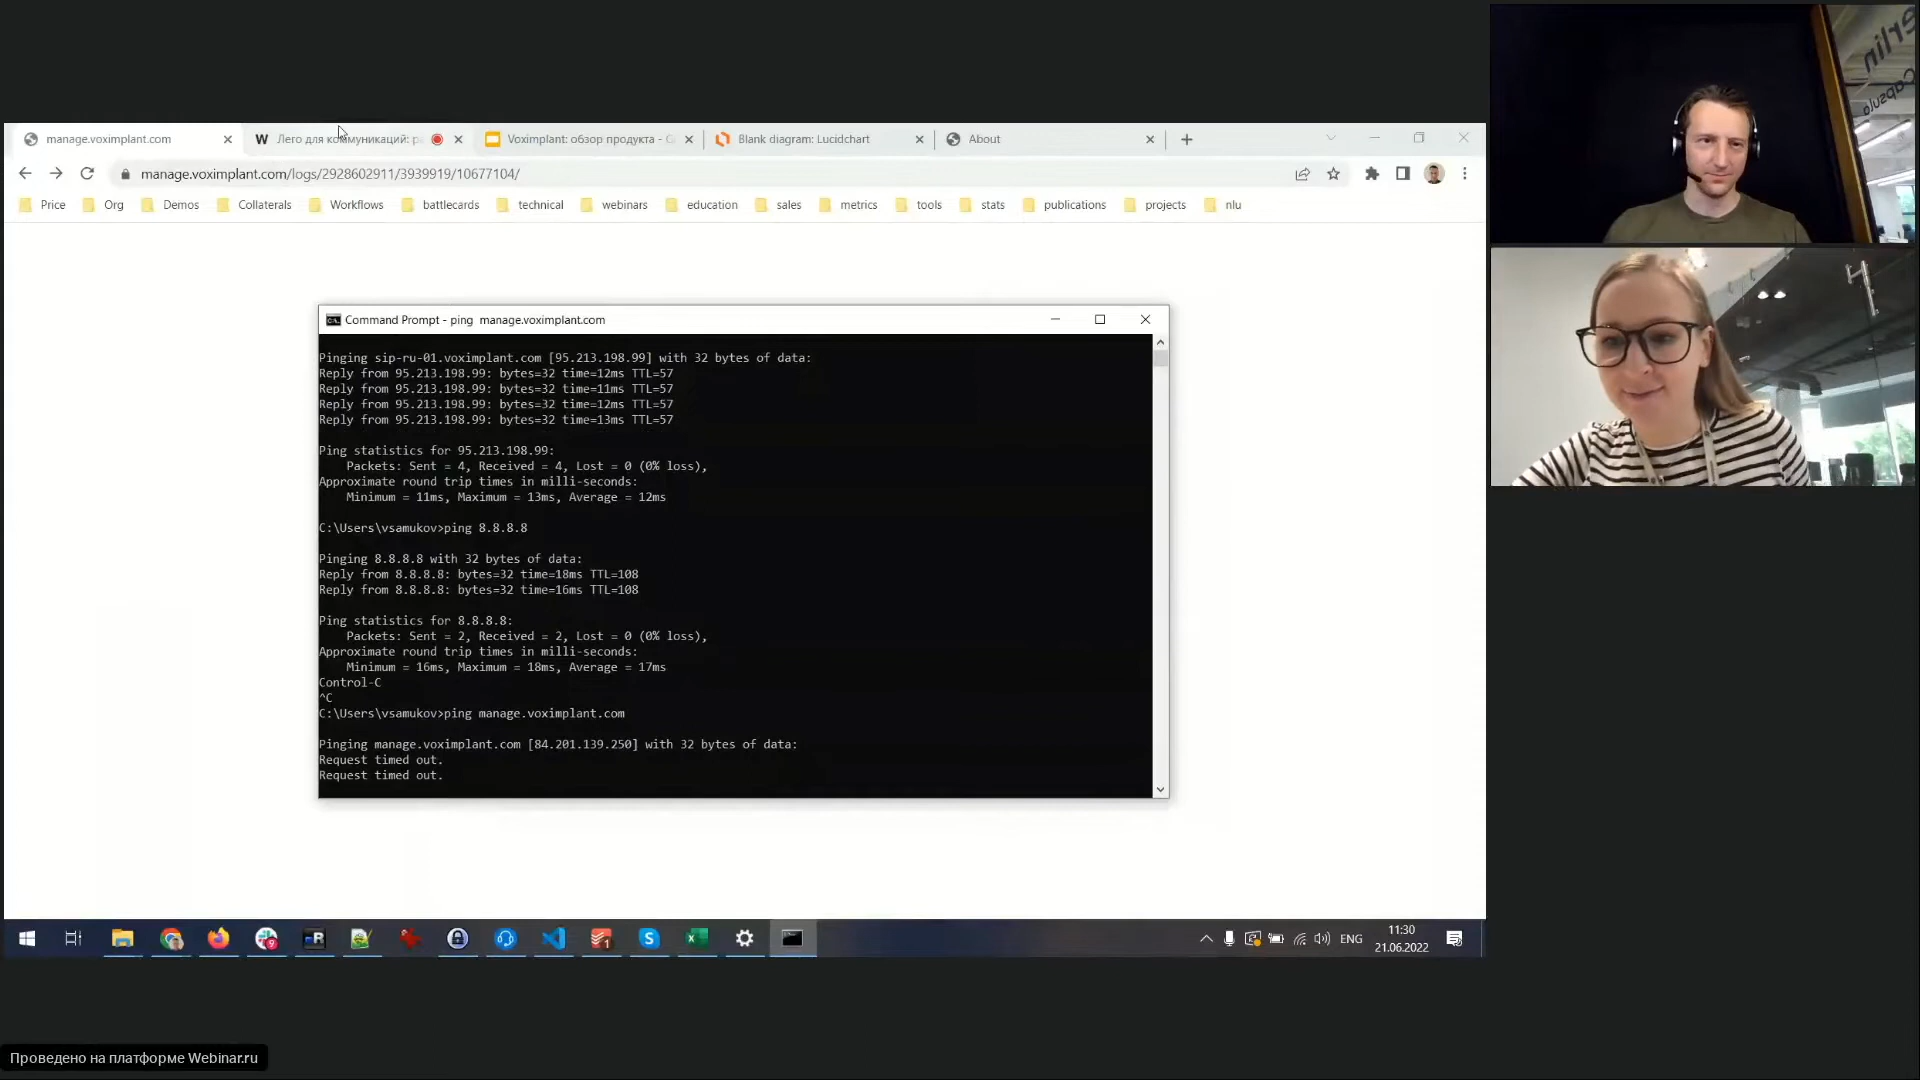 manage.voximplant.com
Лего для коммуникаций: р
Voximplant: обзор продукта - G
Blank diagram: Lucidchart
About
manage.voximplant.com/logs/2928602911/3939919/10677104/
Price
Org
Demos
Collaterals
Workflows
battlecards
technical
webinars
education
sales
metrics
tools
stats
publications
projects
nlu
Command Prompt - ping  manage.voximplant.com
Pinging sip-ru-01.voximplant.com [95.213.198.99] with 32 bytes of data:
Reply from 95.213.198.99: bytes=32 time=12ms TTL=57
Reply from 95.213.198.99: bytes=32 time=11ms TTL=57
Reply from 95.213.198.99: bytes=32 time=12ms TTL=57
Reply from 95.213.198.99: bytes=32 time=13ms TTL=57
Ping statistics for 95.213.198.99:
Packets: Sent = 4, Received = 4, Lost = 0 (0% loss),
Approximate round trip times in milli-seconds:
Minimum = 11ms, Maximum = 13ms, Average = 12ms
C:\Users\vsamukov>ping 8.8.8.8
Pinging 8.8.8.8 with 32 bytes of data:
Reply from 8.8.8.8: bytes=32 time=18ms TTL=108
Reply from 8.8.8.8: bytes=32 time=16ms TTL=108
Ping statistics for 8.8.8.8:
Packets: Sent = 2, Received = 2, Lost = 0 (0% loss),
Approximate round trip times in milli-seconds:
Minimum = 16ms, Maximum = 18ms, Average = 17ms
Control-C
^C
C:\Users\vsamukov>ping manage.voximplant.com
Pinging manage.voximplant.com [84.201.139.250] with 32 bytes of data:
Request timed out.
Request timed out.
ENG
11:30
21.06.2022
erlin
Capsula
Проведено на платформе Webinar.ru